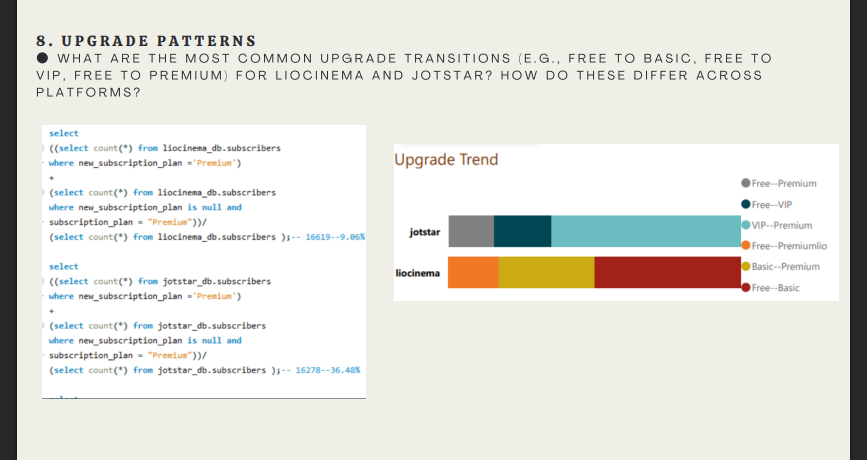 8. UPGRADE PATTERNS
● WHAT ARE THE MOST COMMON UPGRADE TRANSITIONS (E.G., FREE TO BASIC, FREE TO
VIP, FREE TO PREMIUM) FOR LIOCINEMA AND JOTSTAR? HOW DO THESE DIFFER ACROSS
PLATFORMS?
select
((select count(*) from liocinema_db.subscribers
where new_subscription_plan ='Premium')
+
(select count(*) from liocinema_db.subscribers
where new_subscription_plan is null and
subscription_plan = "Premium"))/
(select count(*) from liocinema_db.subscribers );-- 16619--9.06%
select
((select count(*) from jotstar_db.subscribers
where new_subscription_plan ='Premium')
+
(select count(*) from jotstar_db.subscribers
where new_subscription_plan is null and
subscription_plan = "Premium"))/
(select count(*) from jotstar_db.subscribers );-- 16278--36.48%
Upgrade Trend
jotstar
liocinema
Free--Premium
Free--VIP
VIP--Premium
Free--Premiumlio
Basic--Premium
Free--Basic